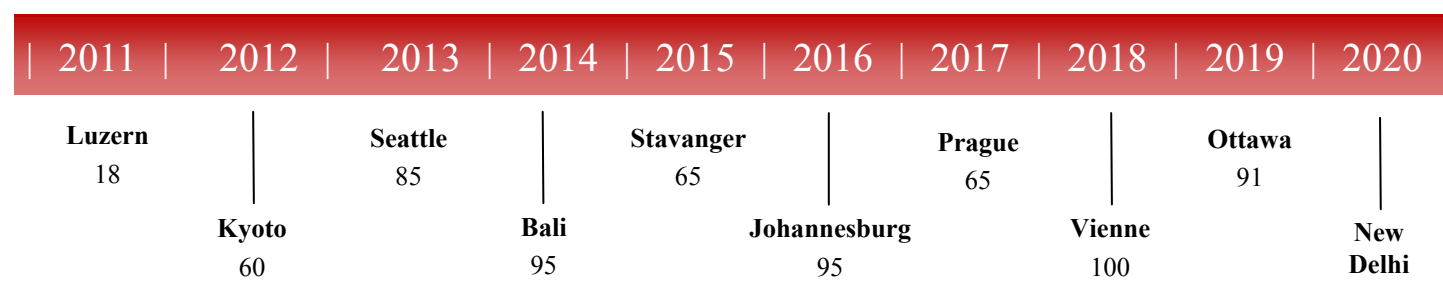 | 2011 | 2012 | 2013 | 2014 | 2015 | 2016 | 2017 | 2018 | 2019 | 2020
Luzern
18
Kyoto
60
Seattle
85
Bali
95
Stavanger
65
Johannesburg
95
Prague
65
Vienne
100
Ottawa
91
New
Delhi